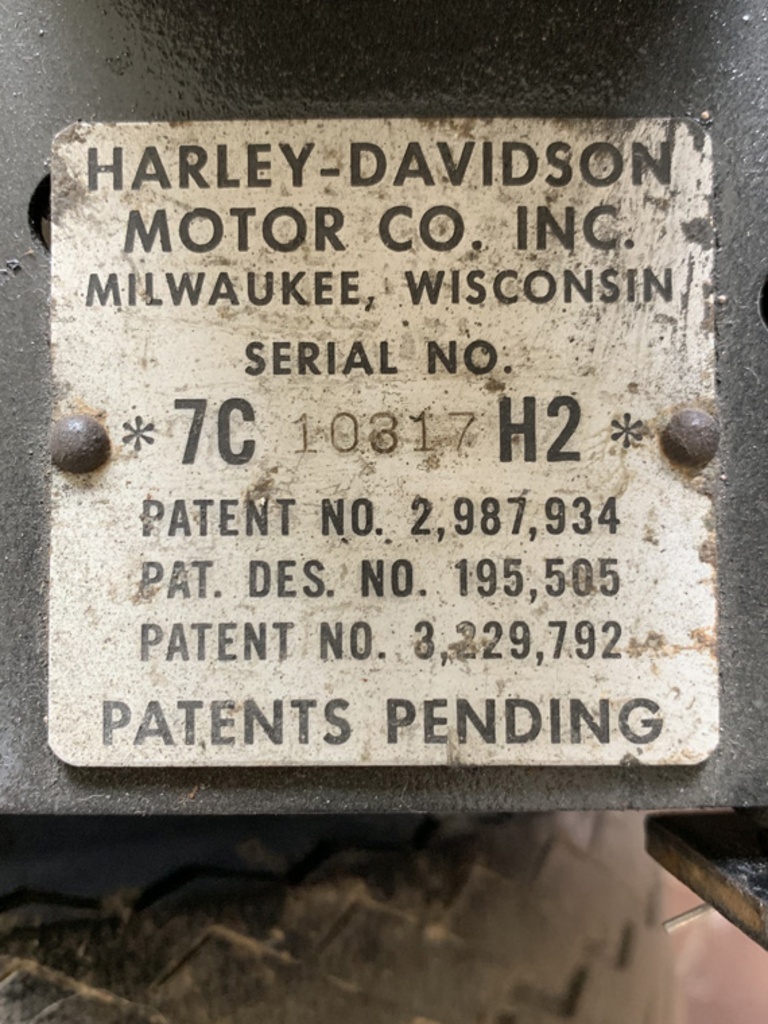 HARLEY-DAVIDSON
MOTOR CO. INC.
MILWAUKEE, WISCONSIN
SERIAL NO.
* 7C 10317 H2 *
PATENT NO. 2,987,934
PAT. DES. NO. 195,505
PATENT NO. 3,229,792
PATENTS PENDING